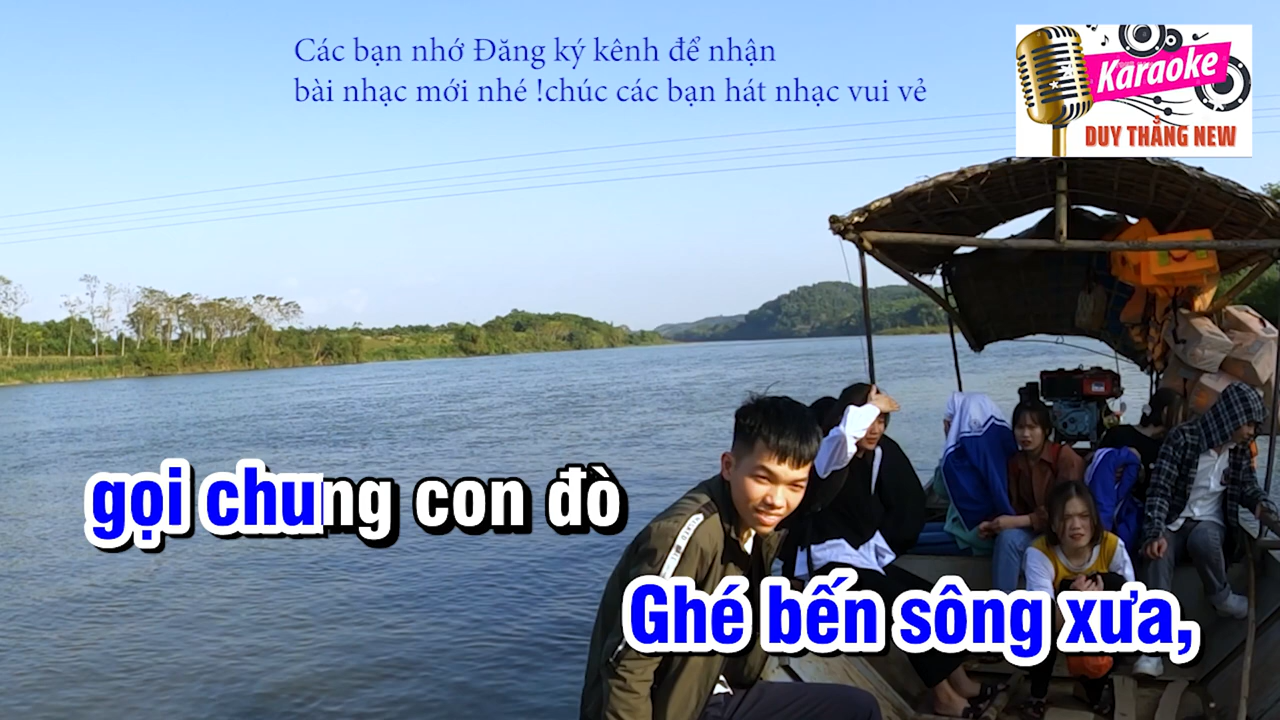 Các bạn nhớ Đăng ký kênh để nhận
bài nhạc mới nhé !chúc các bạn hát nhạc vui vẻ
Karaoke
DUY THẮNG NEW
gọi chung con đò
Ghé bến sông xưa,